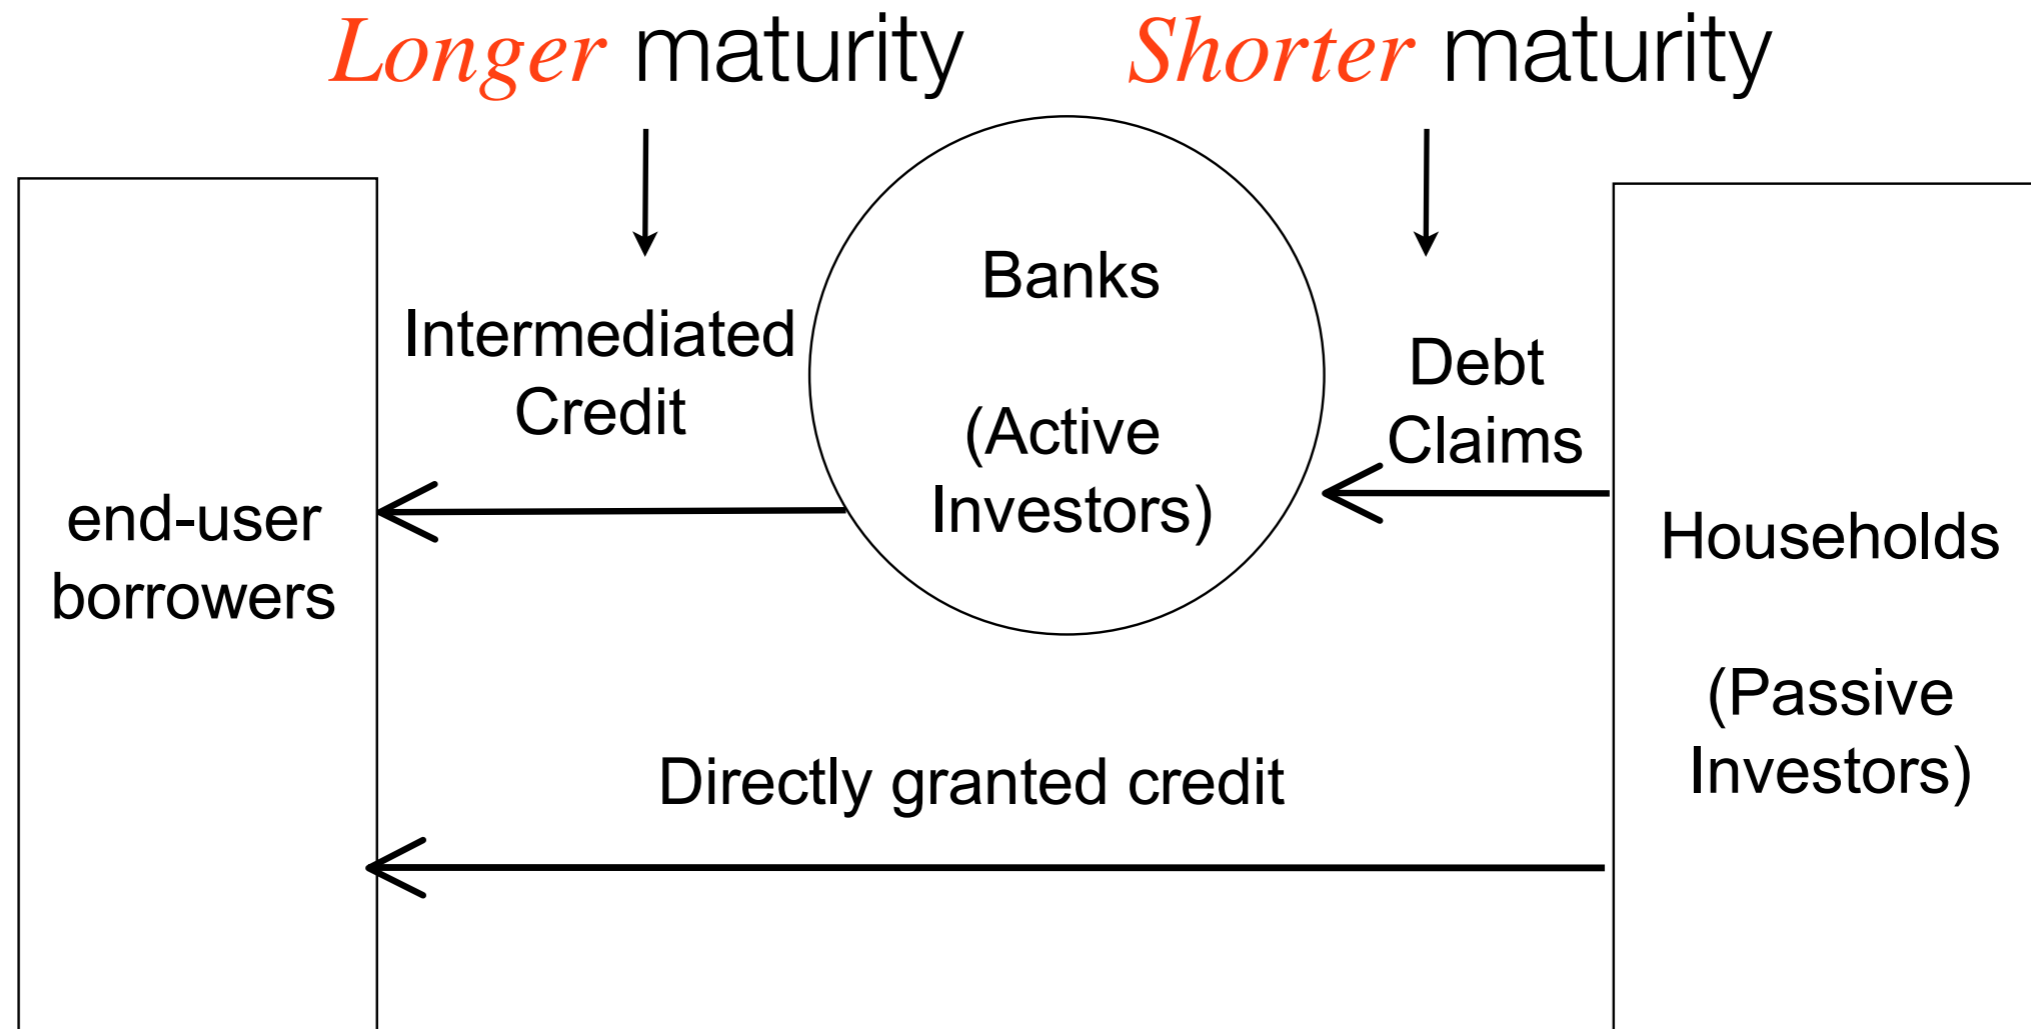 Longer maturity
Shorter maturity
Intermediated
Credit
Banks
(Active
Investors)
Debt
Claims
end-user
borrowers
Households
(Passive
Investors)
Directly granted credit